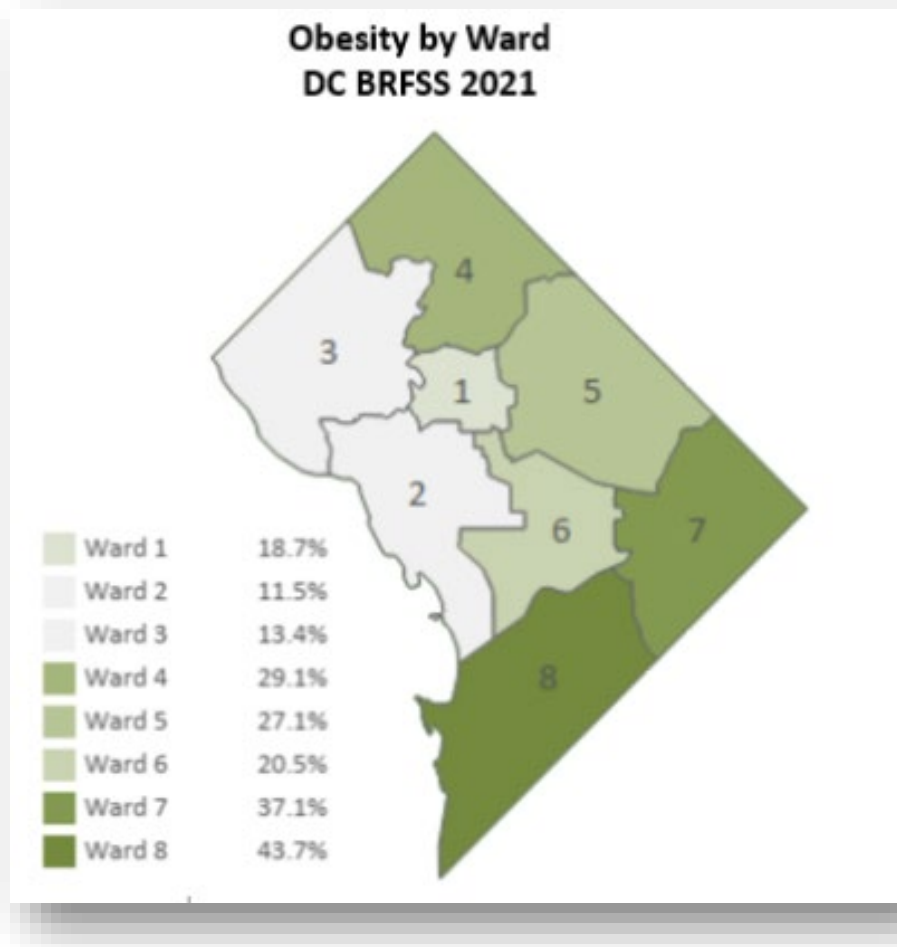 Obesity by Ward
DC BRFSS 2021
4
3
1
5
2
6
7
8
Ward 1 18.7%
Ward 2 11.5%
Ward 3 13.4%
Ward 4 29.1%
Ward 5 27.1%
Ward 6 20.5%
Ward 7 37.1%
Ward 8 43.7%